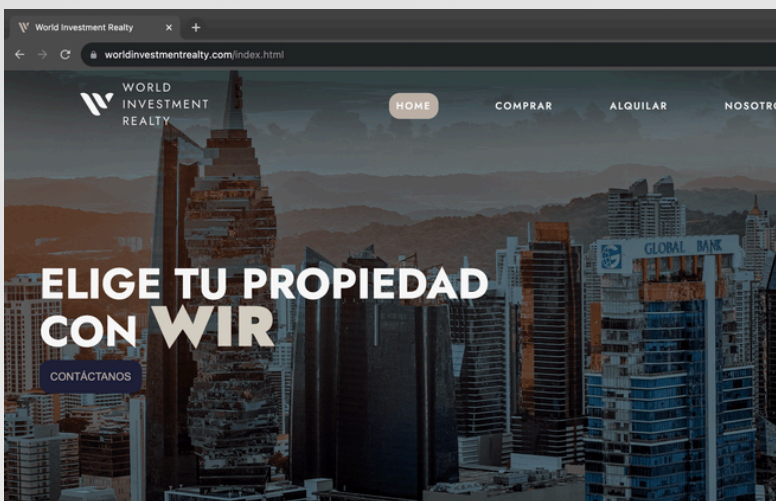 World Investment Realty
worldinvestmentrealty.com/index.html
WORLD
INVESTMENT
REALTY
HOME COMPRAR ALQUILAR NOSOTRO
GLOBAL BANK
ELIGE TU PROPIEDAD
CON WIR
CONTÁCTANOS